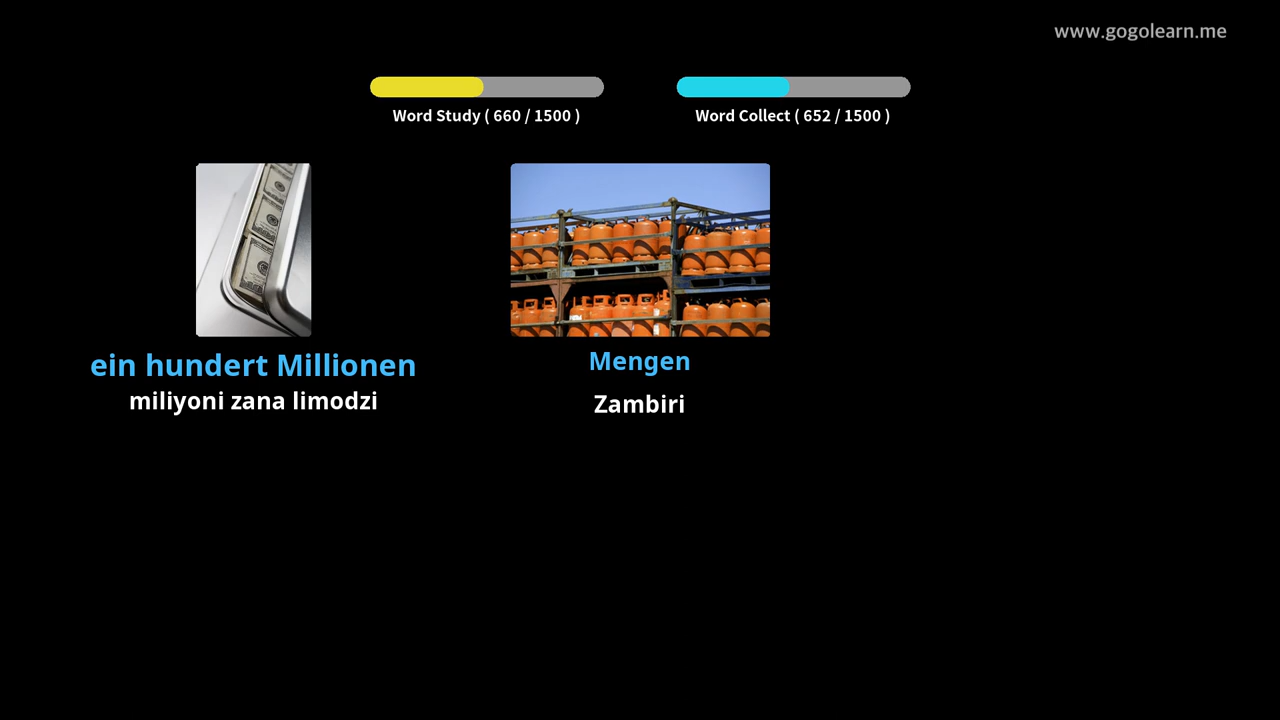 www.gogolearn.me
Word Study ( 660 / 1500 )
Word Collect ( 652 / 1500 )
ein hundert Millionen
miliyoni zana limodzi
Mengen
Zambiri